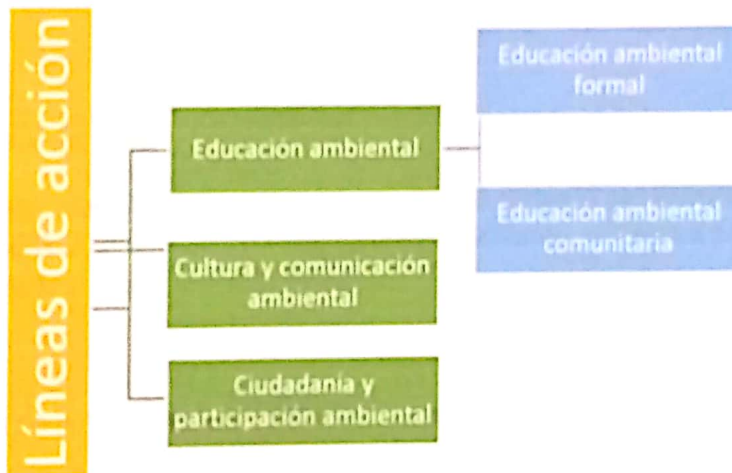 Líneas de acción
Educación ambiental
Educación ambiental
formal
Educación ambiental
comunitaria
Cultura y comunicación
ambiental
Ciudadanía y
participación ambiental